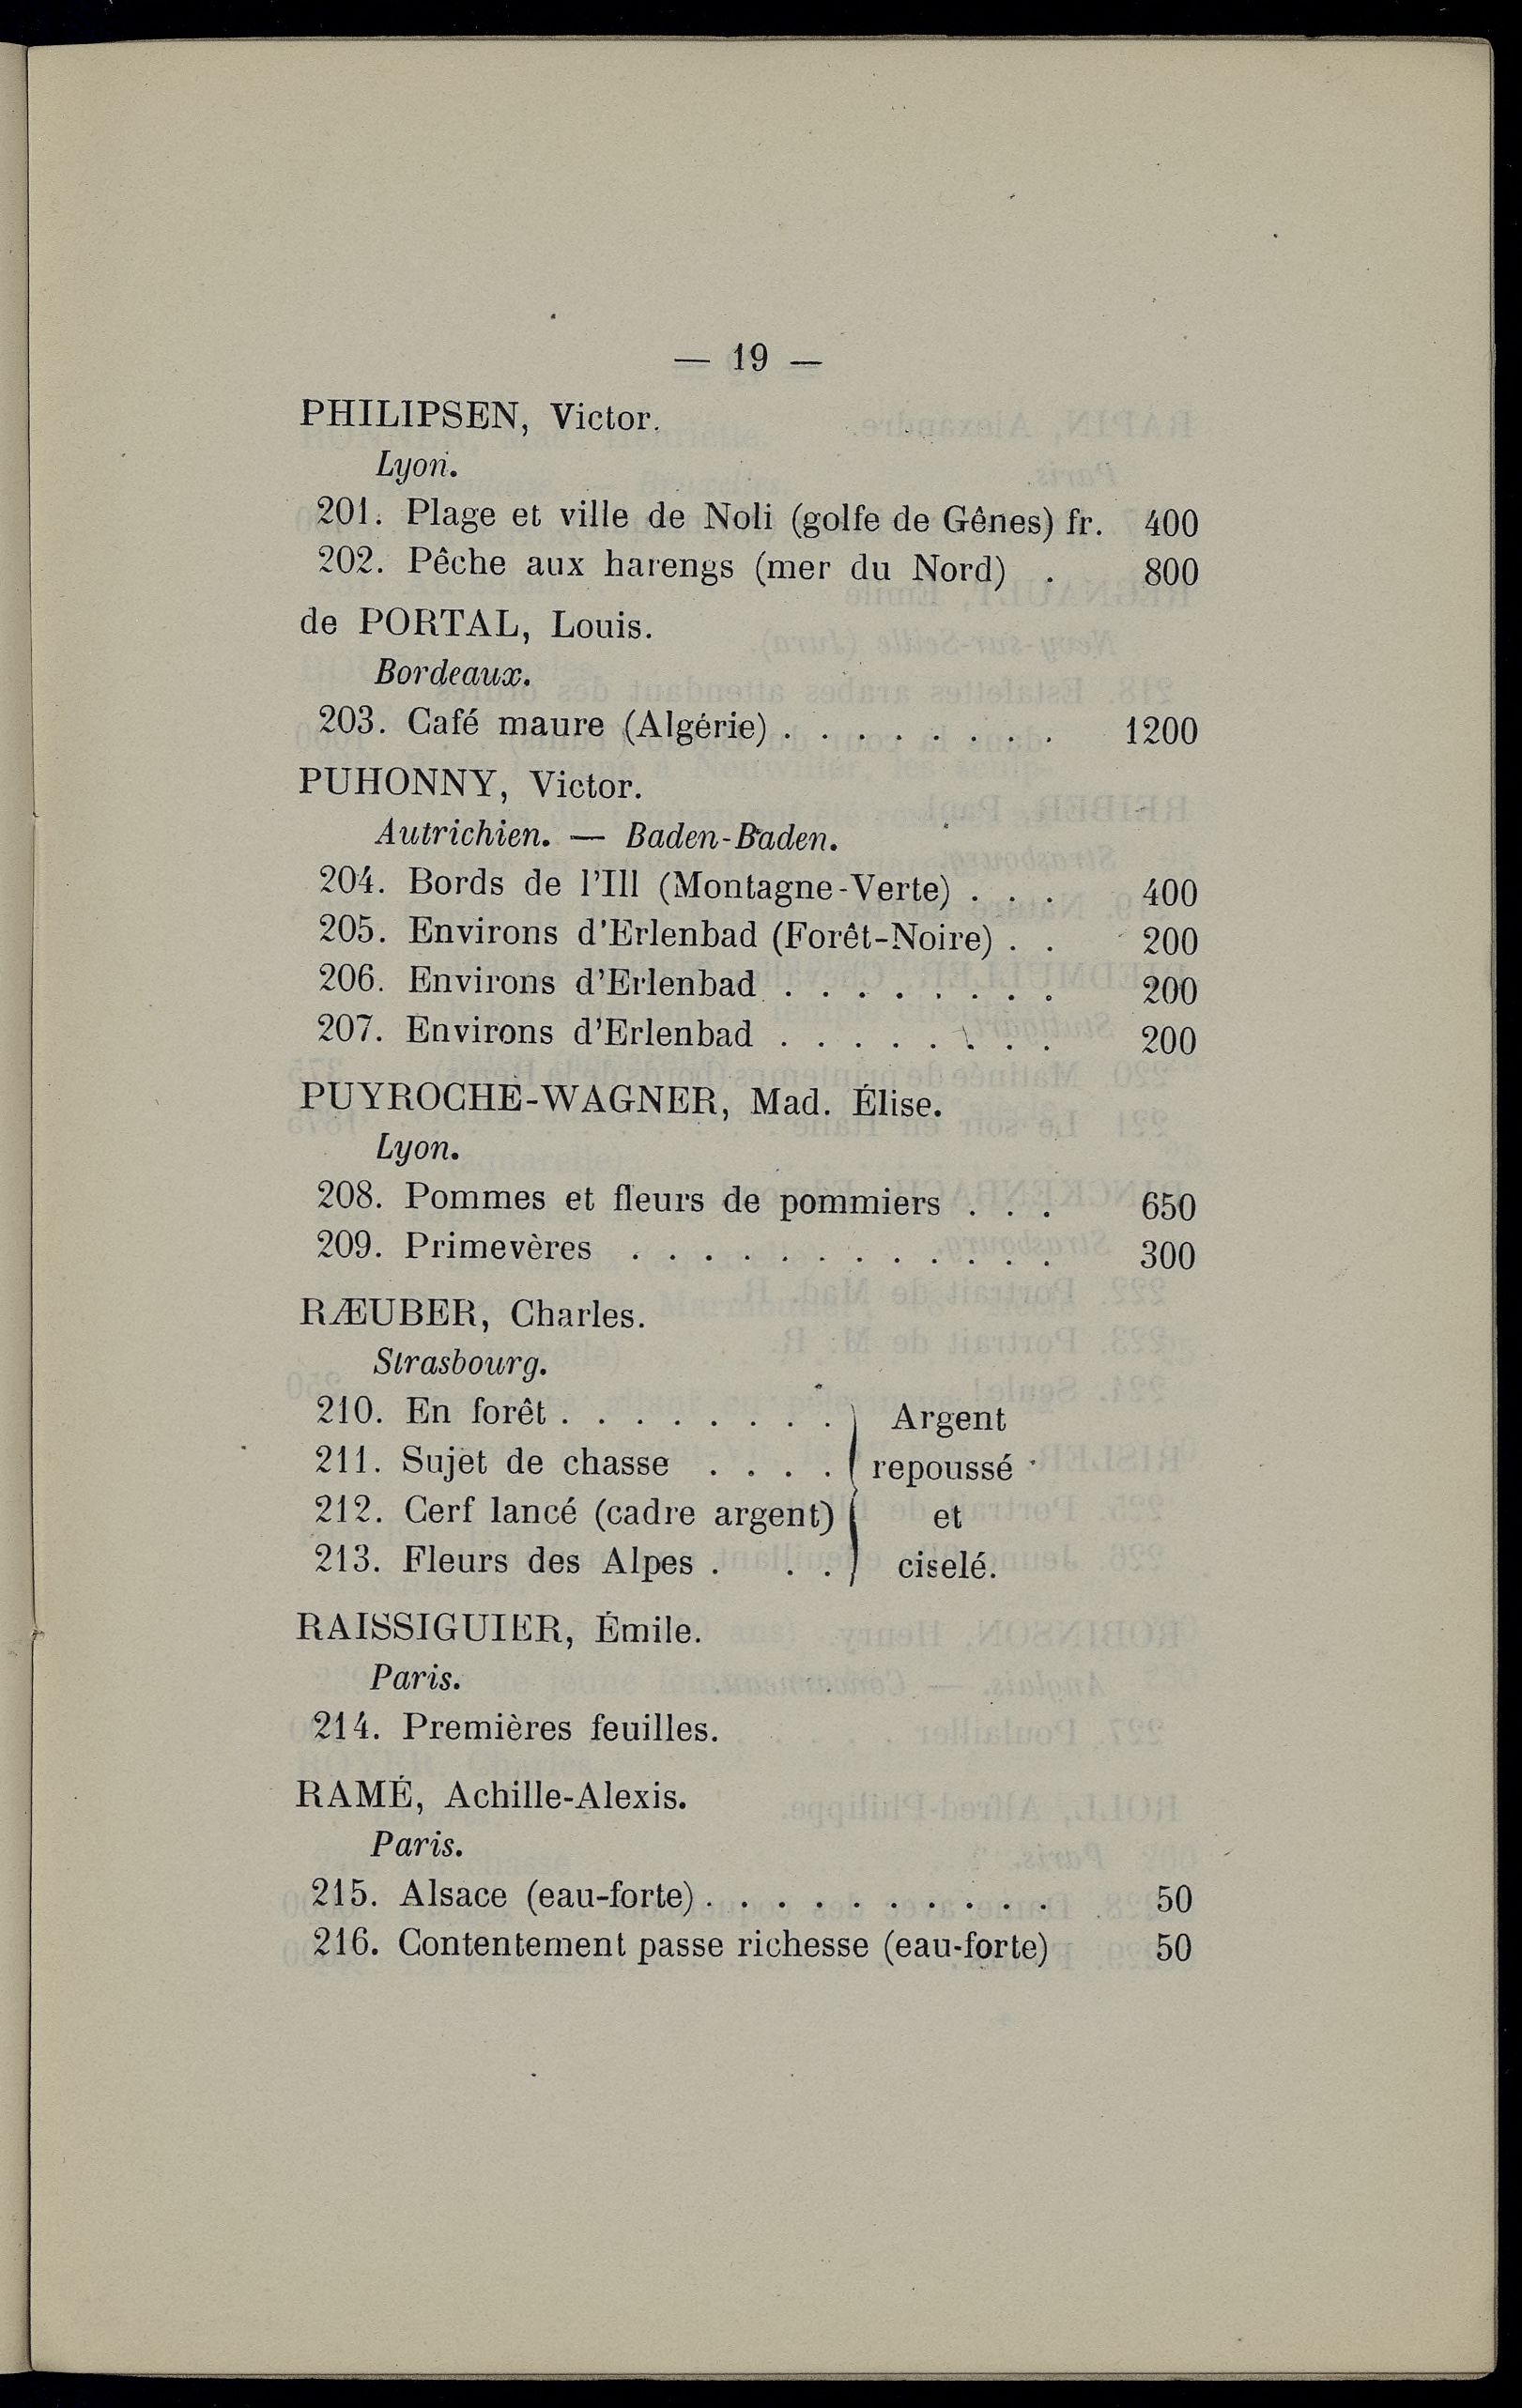 — 19 —
PHILIPSEN, Victor.
Lyon.
201. Plage et ville de Noli (golfe de Gênes) fr. 400
202. Pêche aux harengs (mer du Nord) . 800
de PORTAL, Louis.
Bordeaux.
203. Café maure (Algérie) . . . . . . . . 1200
PUHONNY, Victor.
Autrichien. — Baden-Baden.
204. Bords de l'Ill (Montagne-Verte) . . . 400
205. Environs d'Erlenbad (Forêt-Noire) . . 200
206. Environs d'Erlenbad . . . . . . . . 200
207. Environs d'Erlenbad . . . . . . . . 200
PUYROCHE-WAGNER, Mad. Élise.
Lyon.
208. Pommes et fleurs de pommiers . . . 650
209. Primevères . . . . . . . . . . . . 300
RÆUBER, Charles.
Strasbourg.
210. En forêt . . . . . . . . Argent
211. Sujet de chasse . . . . repoussé
212. Cerf lancé (cadre argent) et
213. Fleurs des Alpes . . . ciselé.
RAISSIGUIER, Émile.
Paris.
214. Premières feuilles.
RAMÉ, Achille-Alexis.
Paris.
215. Alsace (eau-forte) . . . . . . . . . . 50
216. Contentement passe richesse (eau-forte) 50